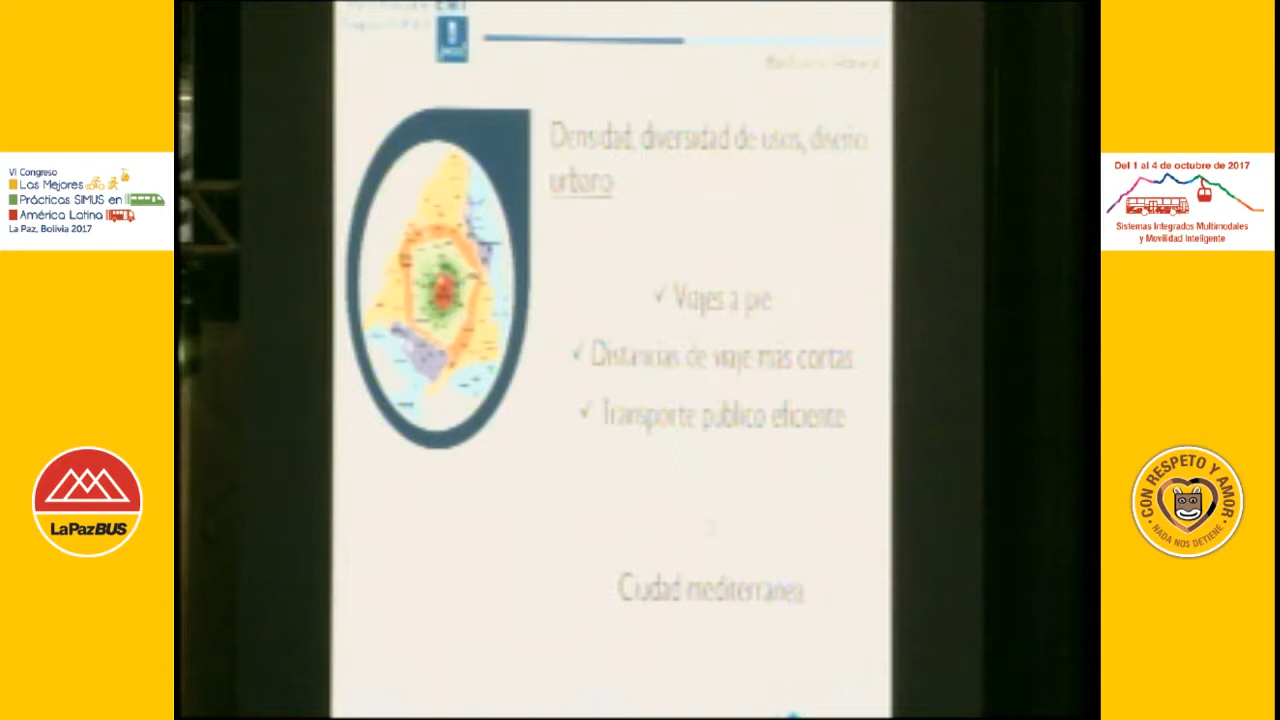 VI Congreso
Las Mejores
Prácticas SIMUS en
América Latina
La Paz, Bolivia 2017
LaPazBUS
Densidad, diversidad de usos, diseño
urbano
✓ Viajes a pie
✓ Distancias de viaje más cortas
✓ Transporte público eficiente
Ciudad mediterranea
Del 1 al 4 de octubre de 2017
Sistemas Integrados Multimodales
y Movilidad Inteligente
CON RESPETO Y AMOR
• NADA NOS DETIENE •